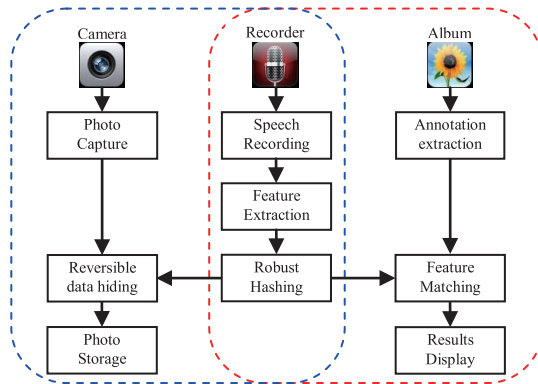 Camera
Recorder
Album
Photo
Capture
Speech
Recording
Annotation
extraction
Feature
Extraction
Reversible
data hiding
Robust
Hashing
Feature
Matching
Photo
Storage
Results
Display